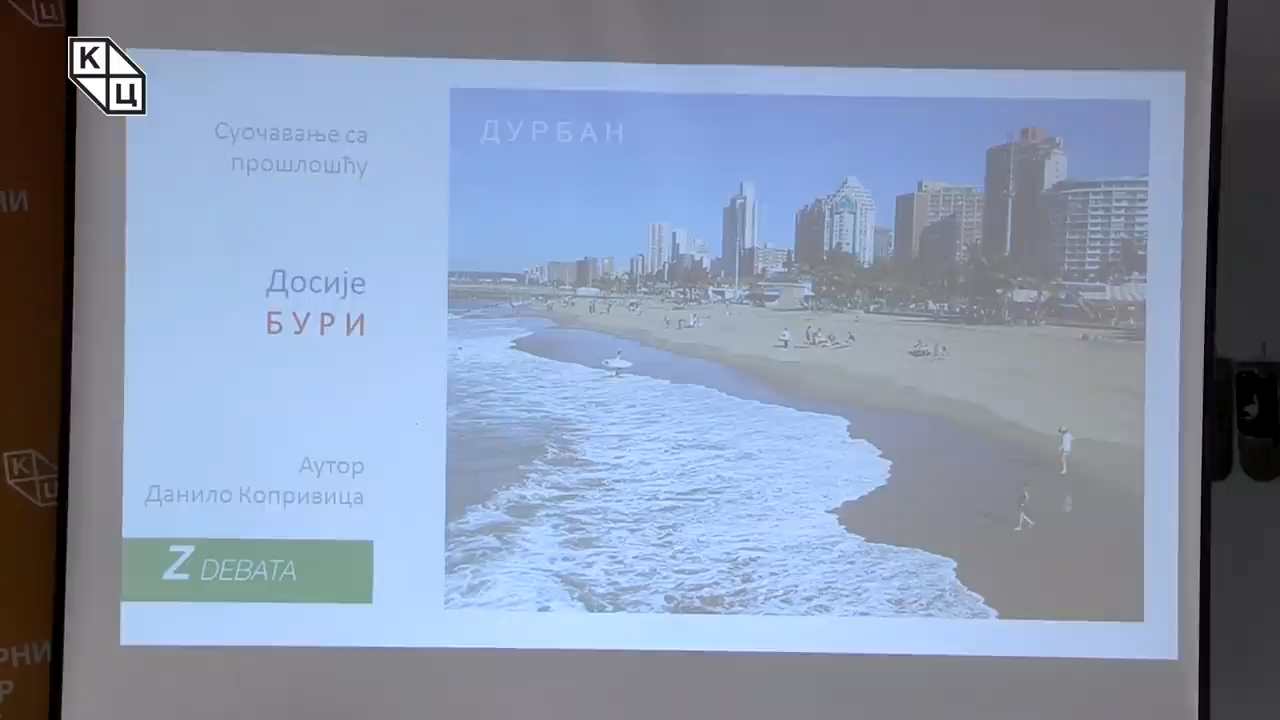 К
Ц
Суочавање са
прошлошћу
ДУРБАН
Досије
БУРИ
Аутор
Данило Копривица
Z DEBATA
К
Ц